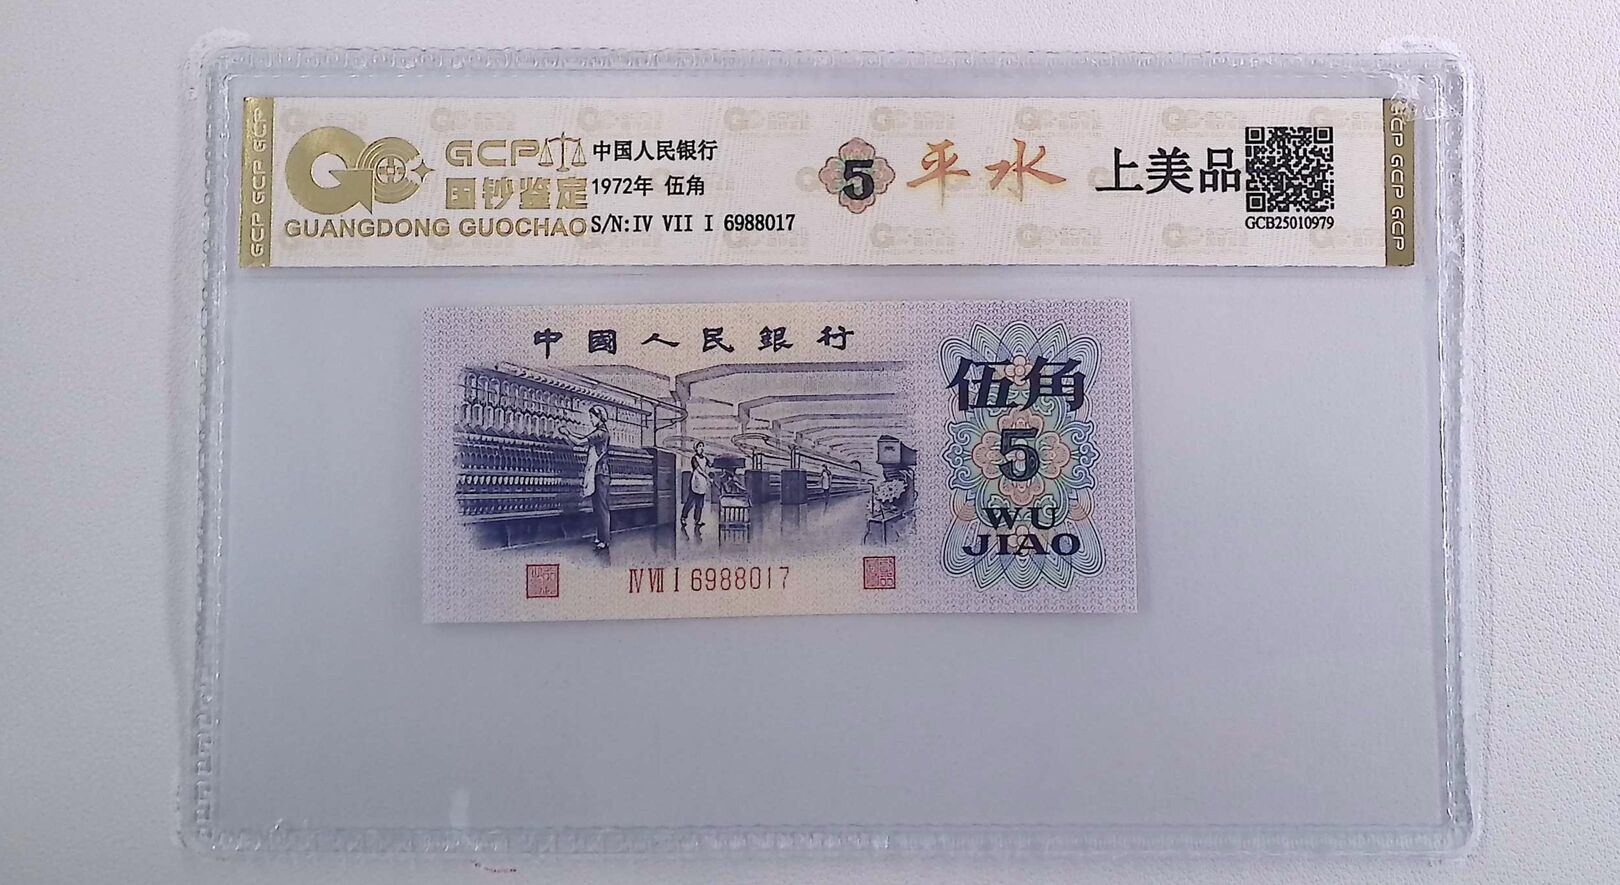 GCP
国钞鉴定
GUANGDONG GUOCHAO
中国人民银行
1972年 伍角
S/N:IV VII I 6988017
5
平水
上美品
GCB25010979
GCP GCP GCP
GCP GCP GCP
中國人民銀行
伍角
5
WU
JIAO
IV VII I 6988017